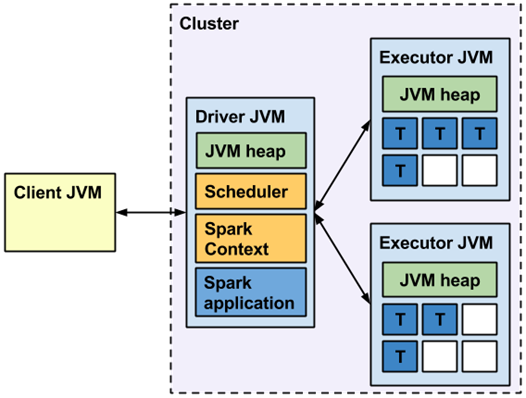 Cluster
Client JVM
Driver JVM
JVM heap
Scheduler
Spark
Context
Spark
application
Executor JVM
JVM heap
T T T
T
Executor JVM
JVM heap
T T
T